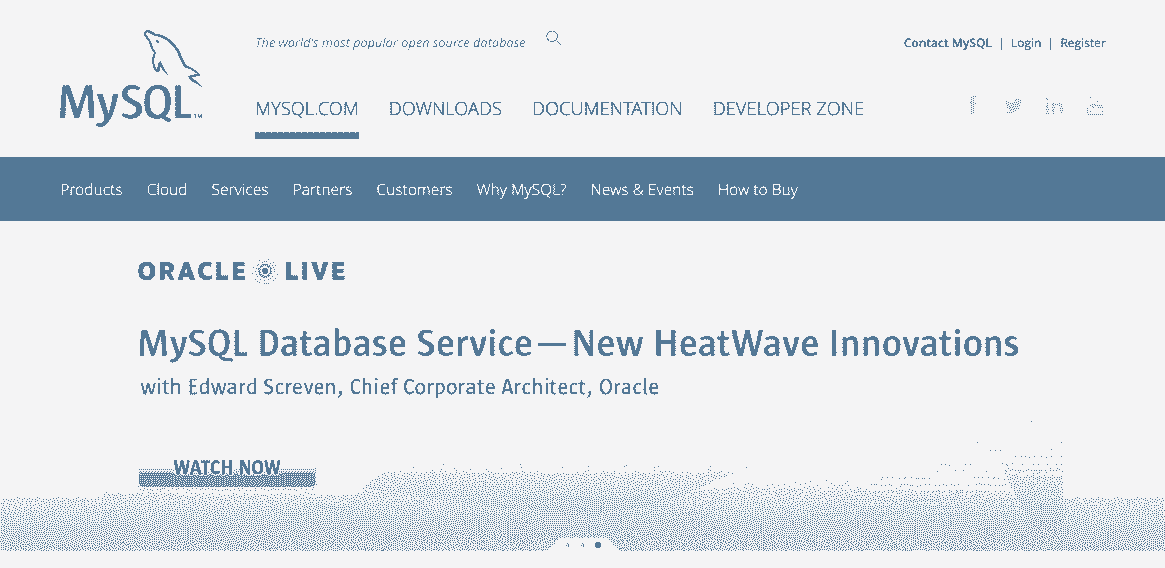 The world's most popular open source database
Contact MySQL | Login | Register
MySQL™
MYSQL.COM DOWNLOADS DOCUMENTATION DEVELOPER ZONE
Products Cloud Services Partners Customers Why MySQL? News & Events How to Buy
ORACLE LIVE
MySQL Database Service—New HeatWave Innovations
with Edward Screven, Chief Corporate Architect, Oracle
WATCH NOW